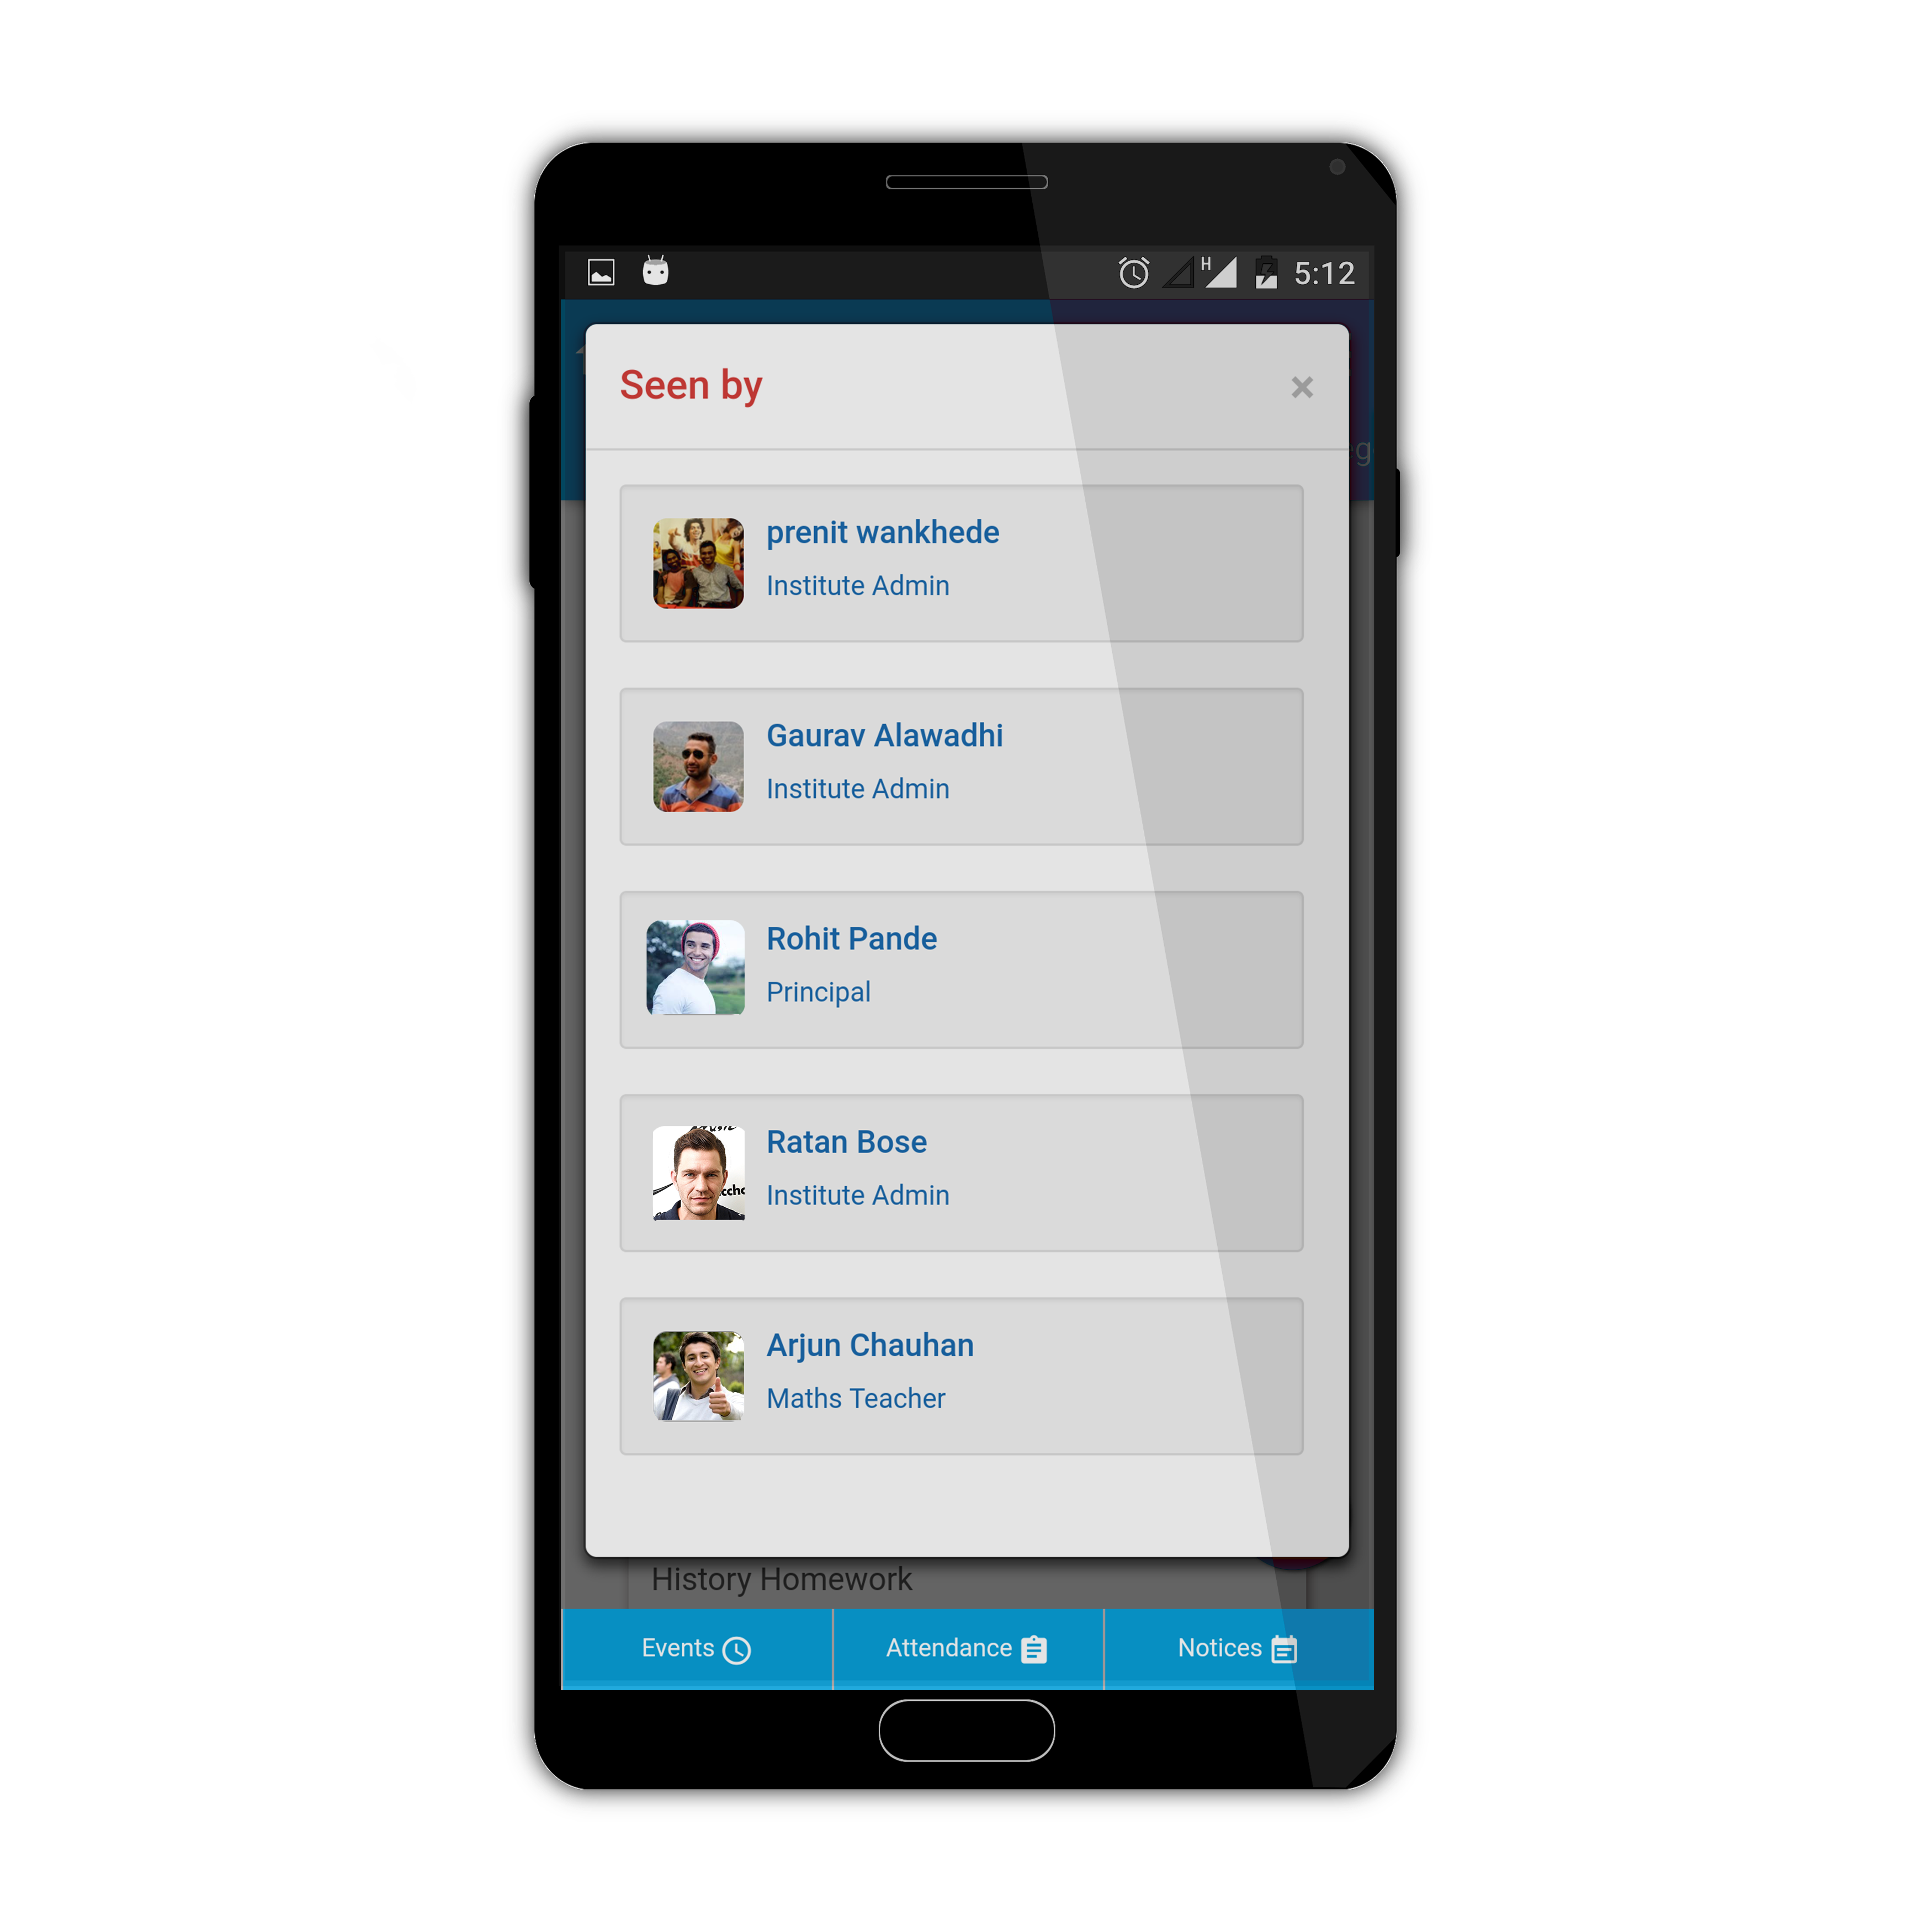 H 5:12
Seen by
prenit wankhede
Institute Admin
Gaurav Alawadhi
Institute Admin
Rohit Pande
Principal
Ratan Bose
Institute Admin
Arjun Chauhan
Maths Teacher
History Homework
Events
Attendance
Notices